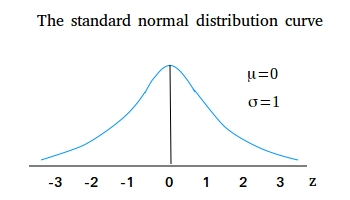 The standard normal distribution curve
μ=0
σ=1
-3 -2 -1 0 1 2 3 z